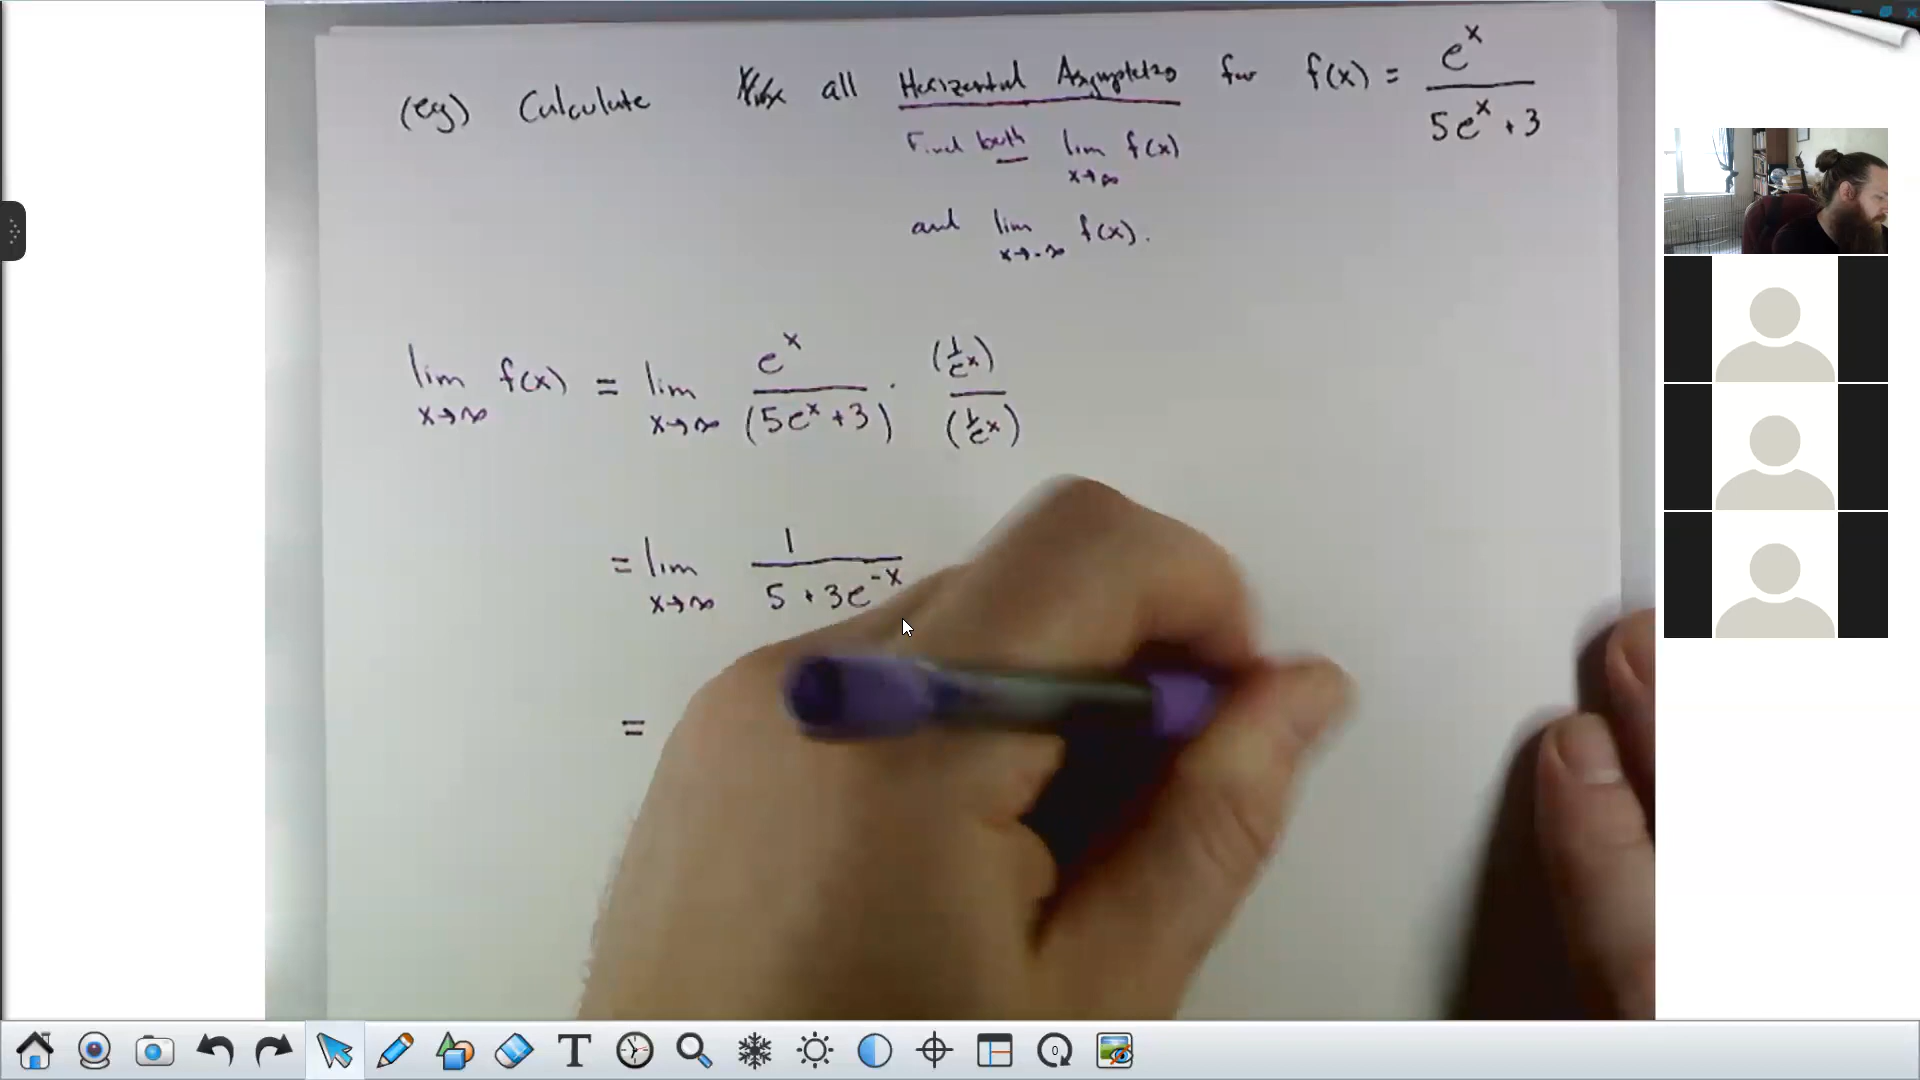 (eg) Calculate all Horizontal Asymptotes for f(x) = e^x / (5e^x + 3)
Find both lim x→∞ f(x)
and lim x→-∞ f(x).
lim x→∞ f(x) = lim x→∞ e^x / (5e^x + 3) · (1/e^x) / (1/e^x)
= lim x→∞ 1 / (5 + 3e^-x)
=
T
0